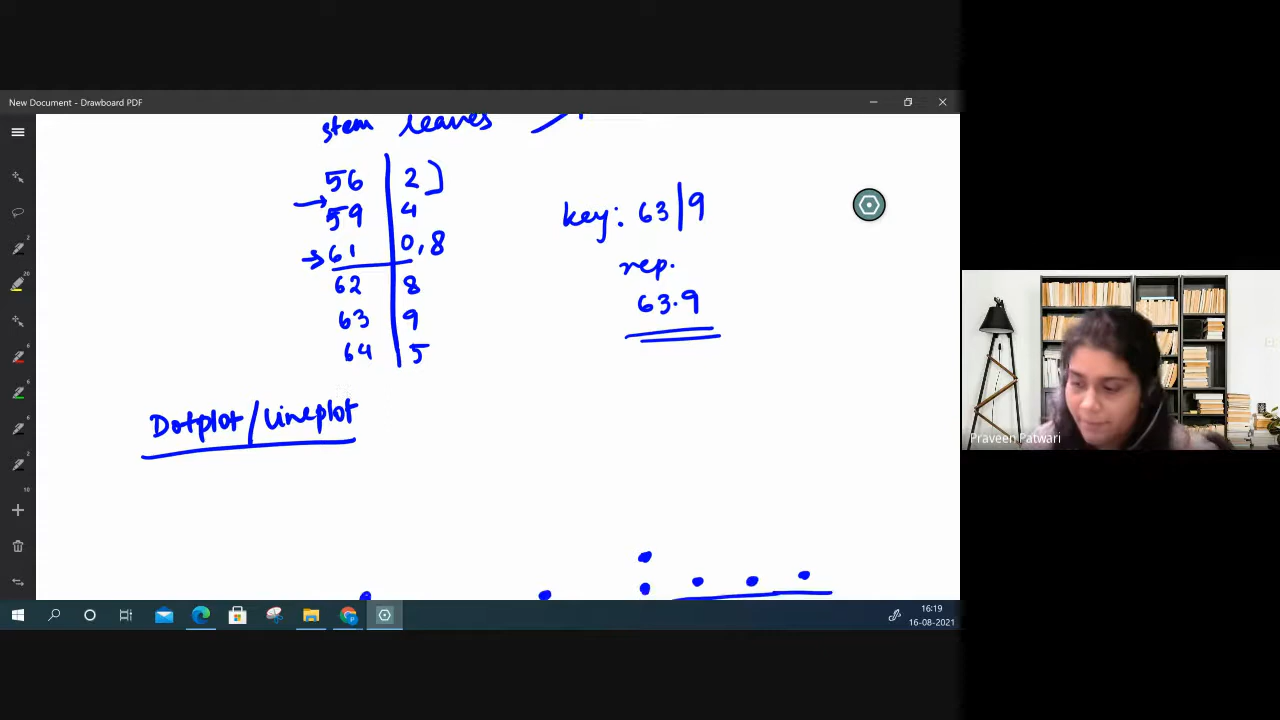 New Document - Drawboard PDF
stem leaves
56 | 2
59 | 4
61 | 0, 8
62 | 8
63 | 9
64 | 5
key: 63|9
rep.
63.9
Dotplot/Lineplot
Praveen Patwari
16:19
16-08-2021